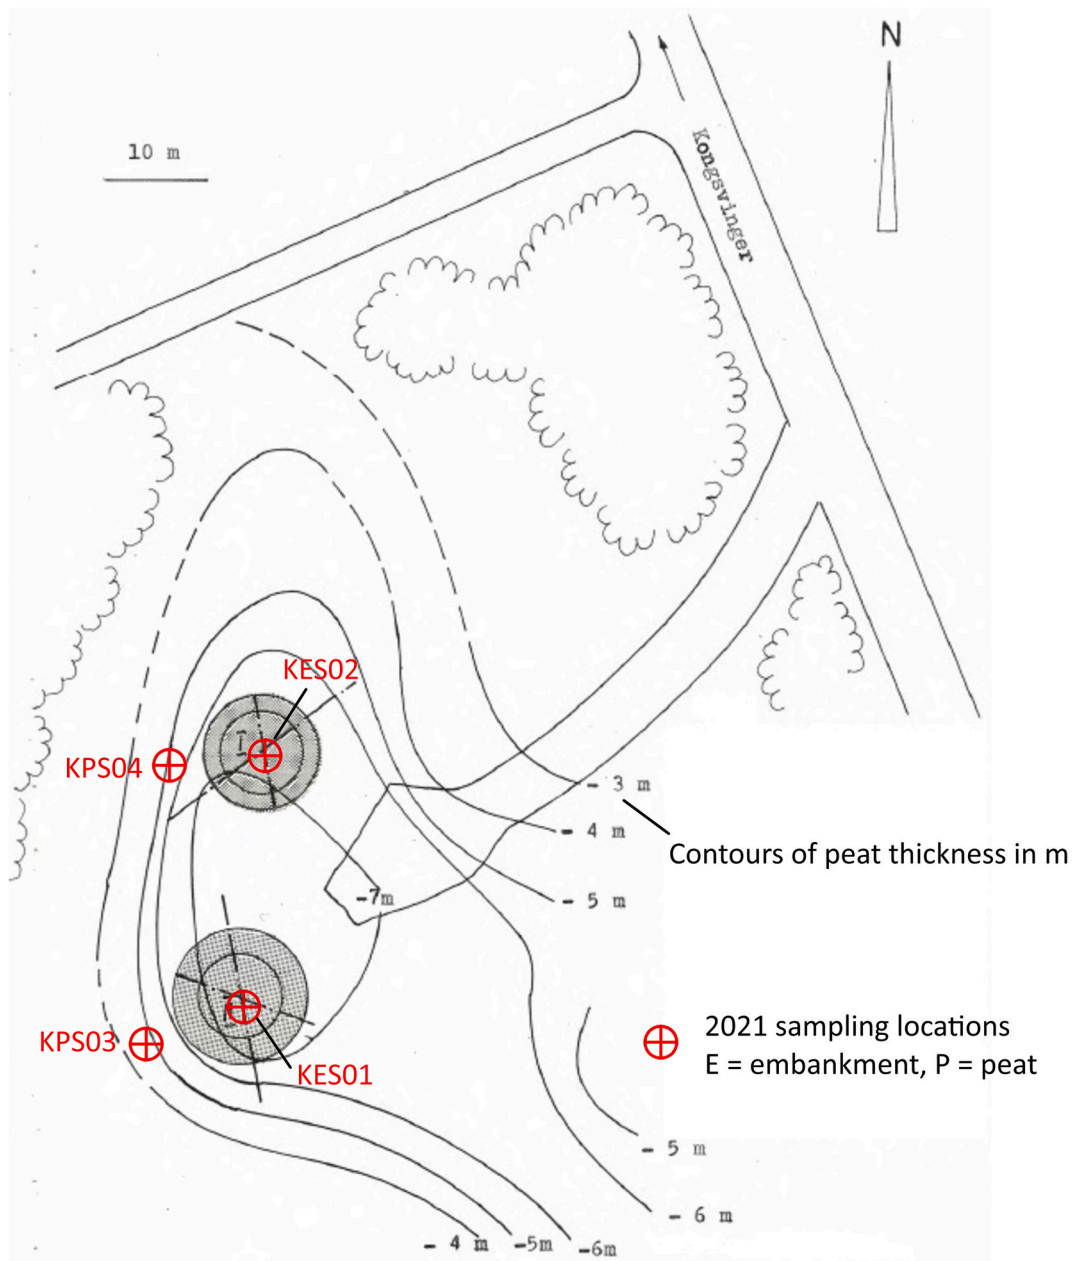 N
10 m
Kongsvinger
KES02
KPS04
- 3 m
- 4 m
Contours of peat thickness in m
-7m
- 5 m
KPS03
2021 sampling locations
E = embankment, P = peat
KES01
- 5 m
- 6 m
- 4 m
-5m
-6m